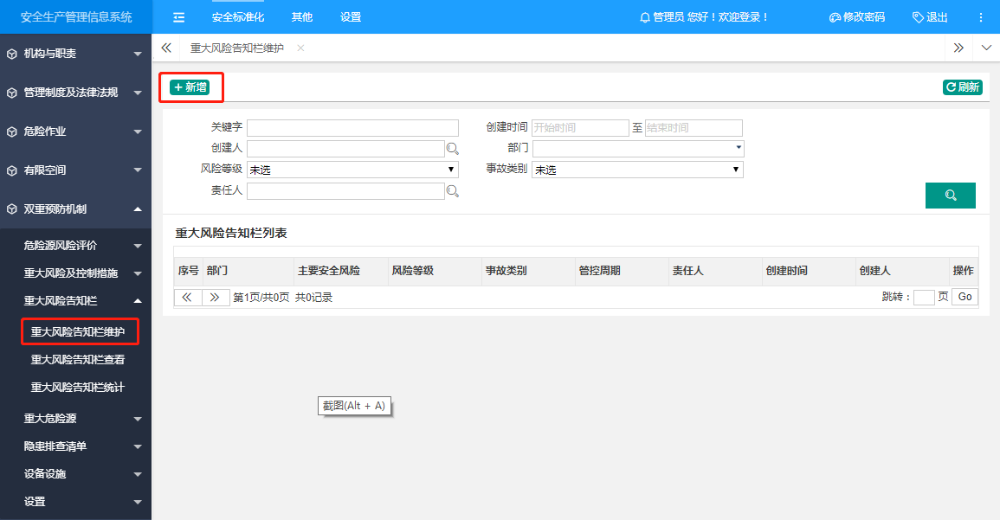 安全生产管理信息系统
安全标准化 其他 设置
管理员 您好！欢迎登录！ 修改密码 退出
重大风险告知栏维护
机构与职责
管理制度及法律法规
危险作业
有限空间
双重预防机制
危险源风险评价
重大风险及控制措施
重大风险告知栏
重大风险告知栏维护
重大风险告知栏查看
重大风险告知栏统计
重大危险源
隐患排查清单
设备设施
设置
新增 刷新
关键字 创建时间 开始时间 至 结束时间
创建人 部门
风险等级 未选 事故类别 未选
责任人
重大风险告知栏列表
序号 部门 主要安全风险 风险等级 事故类别 管控周期 责任人 创建时间 创建人 操作
第1页/共0页 共0记录 跳转： 页 Go
截图(Alt + A)